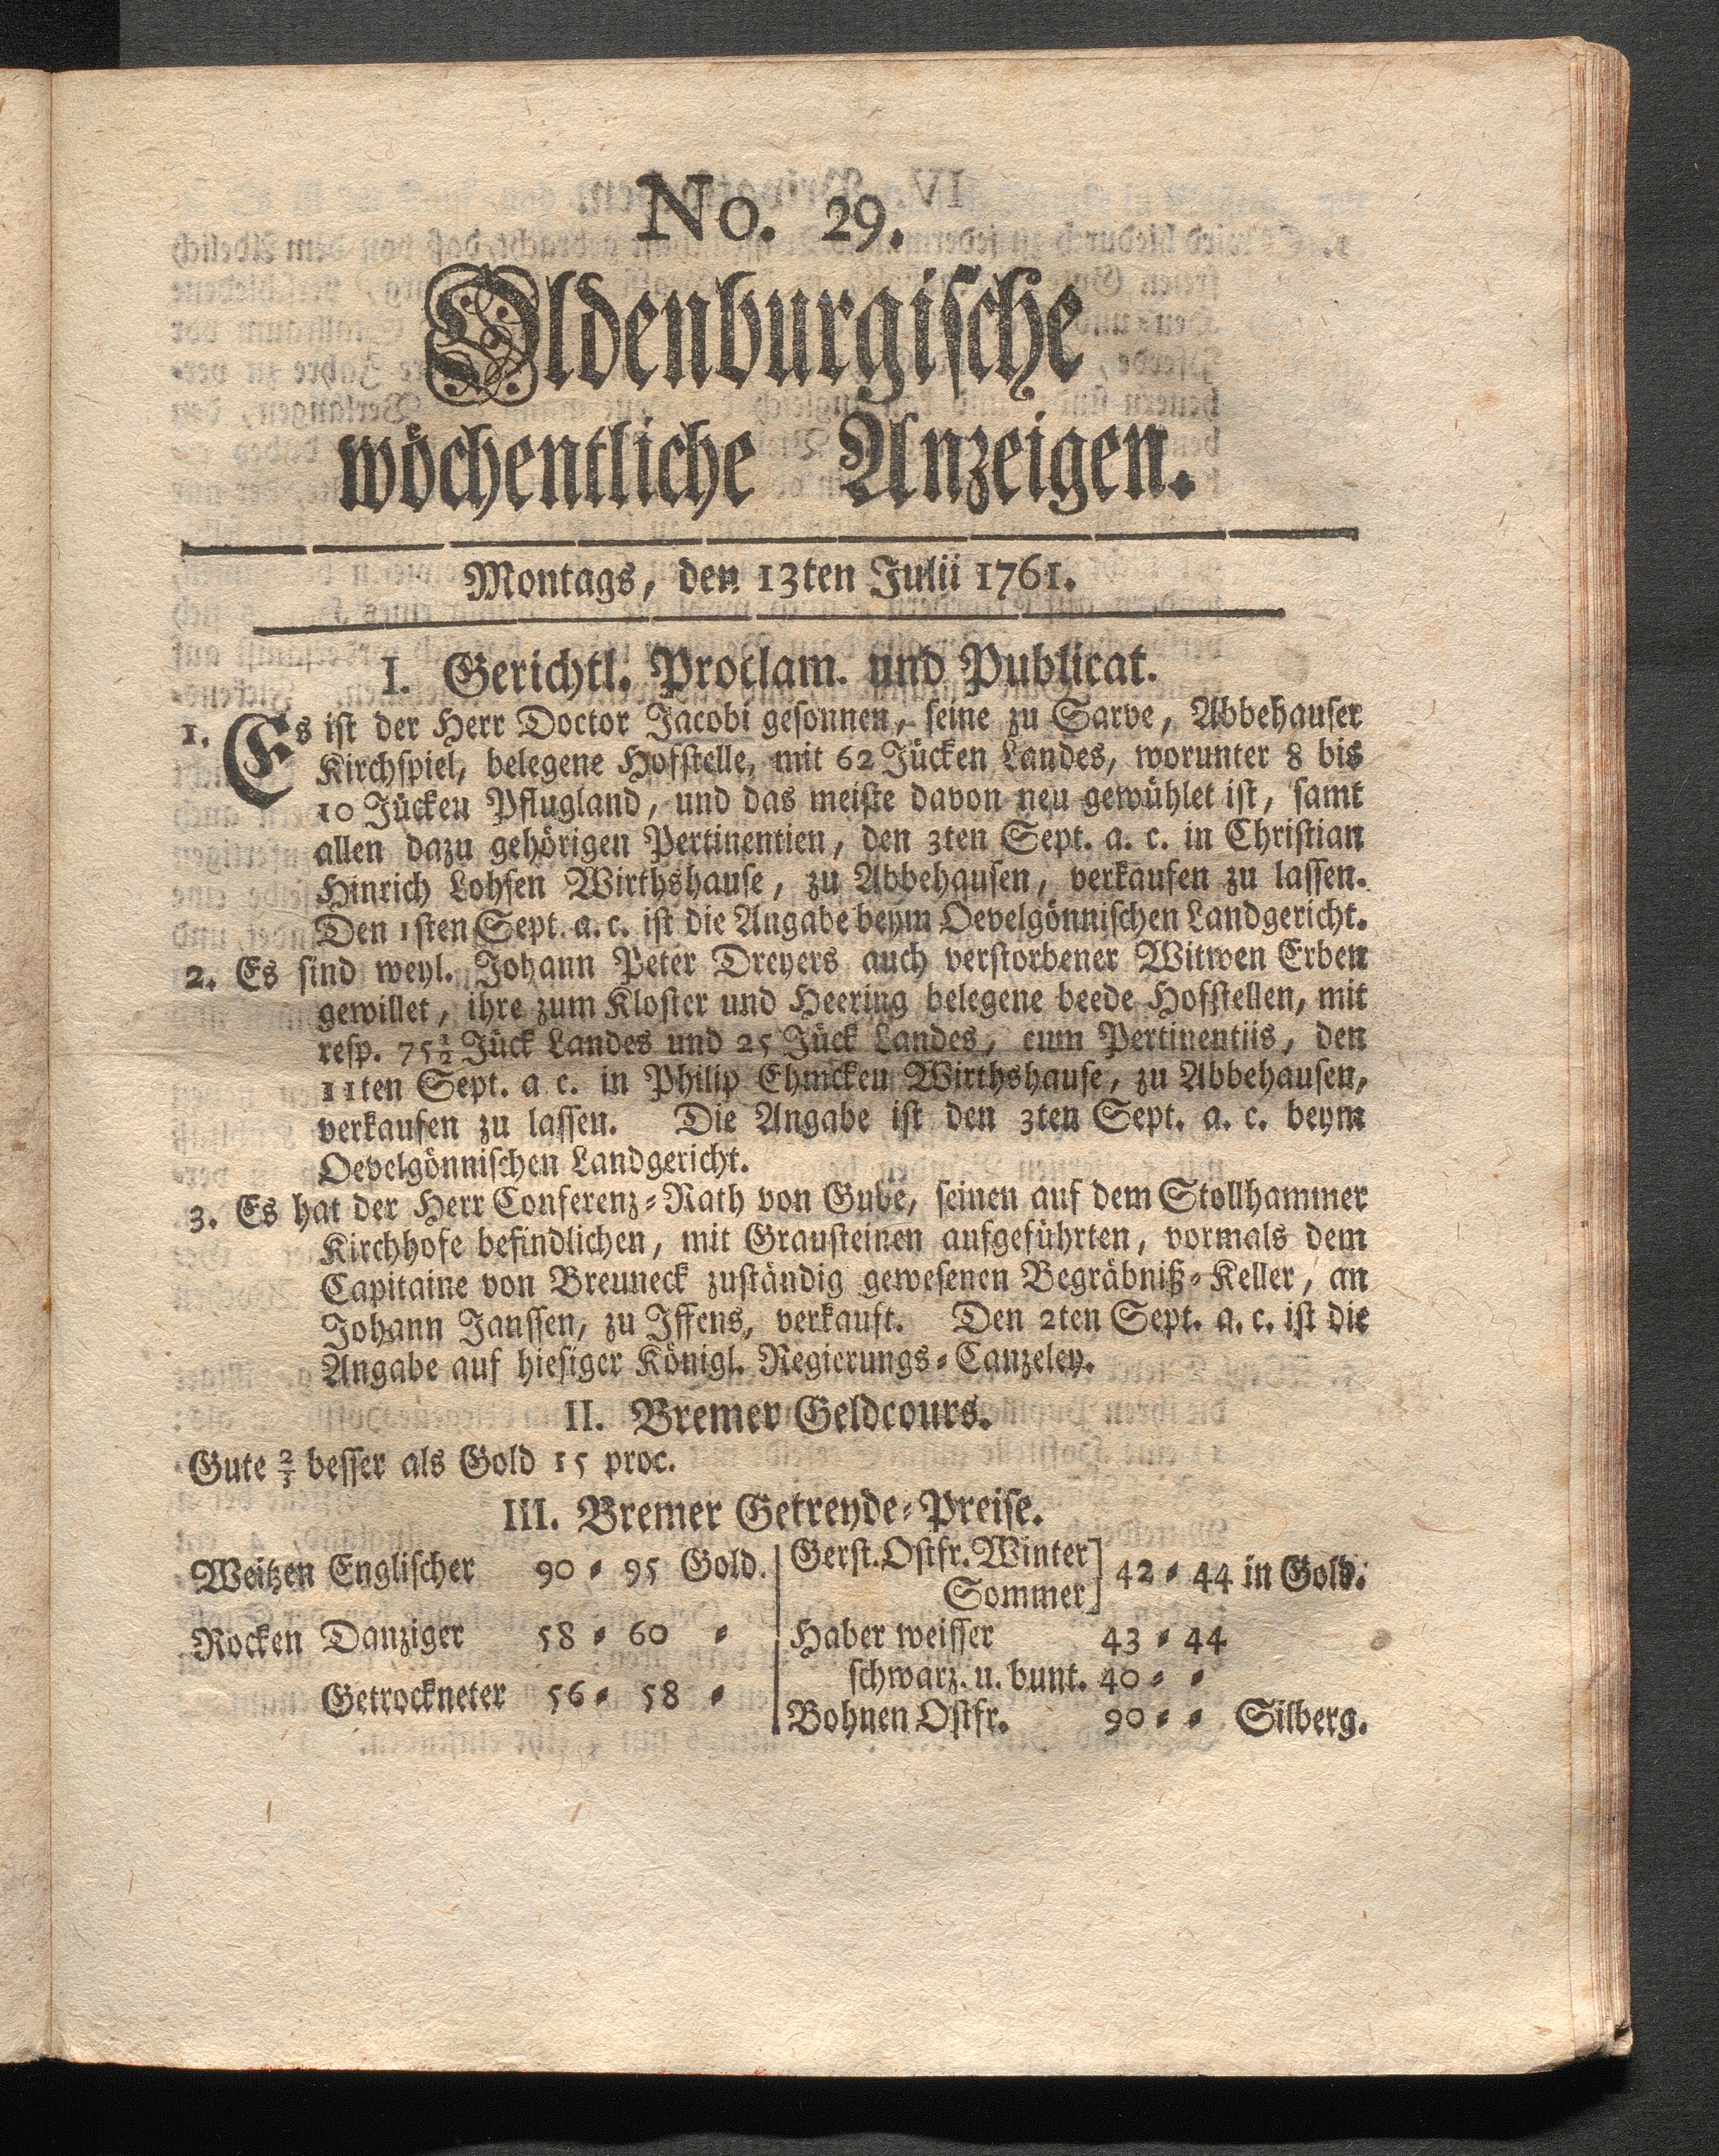 No. 29.
Oldenburgische
wöchentliche Anzeigen.
Montags, den 13ten Julii 1761.
I. Gerichtl. Proclam. und Publicat.
1. Es ist der Herr Doctor Jacobi gesonnen, seine zu Sarve, Abbehauser
Kirchspiel, belegene Hofstelle, mit 62 Jücken Landes, worunter 8 bis
10 Jücken Pflugland, und das meiste davon neu gewühlet ist, samt
allen dazu gehörigen Pertinentien, den 3ten Sept. a. c. in Christian
Hinrich Lohsen Wirthshause, zu Abbehausen, verkaufen zu lassen.
Den 1sten Sept. a. c. ist die Angabe beym Oevelgönnischen Landgericht.
2. Es sind weyl. Johann Peter Dreyers auch verstorbener Witwen Erben
gewillet, ihre zum Kloster und Heering belegene beede Hofstellen, mit
resp. 75½ Jück Landes und 25 Jück Landes, cum Pertinentiis, den
11ten Sept. a c. in Philip Ehmcken Wirthshause, zu Abbehausen,
verkaufen zu lassen. Die Angabe ist den 3ten Sept. a. c. beym
Oevelgönnischen Landgericht.
3. Es hat der Herr Conferenz-Rath von Gude, seinen auf dem Stollhammer
Kirchhofe befindlichen, mit Grausteinen aufgeführten, vormals dem
Capitaine von Breuneck zuständig gewesenen Begräbniß-Keller, an
Johann Janssen, zu Iffens, verkauft. Den 2ten Sept. a. c. ist die
Angabe auf hiesiger Königl. Regierungs-Canzeley.
II. Bremer Geldcours.
Gute ⅔ besser als Gold 15 proc.
III. Bremer Getreyde-Preise.
Weitzen Englischer 90 - 95 Gold.
Rocken Danziger 58 - 60 -
Getrockneter 56 - 58 -
Gerst. Ostfr. Winter
Sommer] 42 - 44 in Gold.
Haber weisser 43 - 44
schwarz. u. bunt. 40 - -
Bohnen Ostfr. 90 - - Silberg.